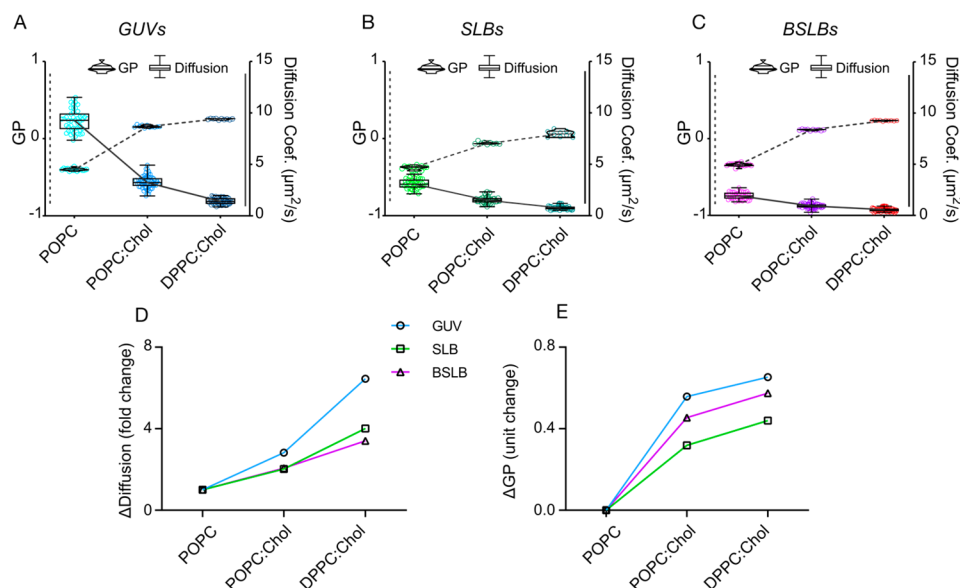 A
GUVs
GP
Diffusion
1
0
-1
GP
15
10
5
0
Diffusion Coef. (μm²/s)
POPC
POPC:Chol
DPPC:Chol
B
SLBs
GP
Diffusion
1
0
-1
GP
15
10
5
0
Diffusion Coef. (μm²/s)
POPC
POPC:Chol
DPPC:Chol
C
BSLBs
GP
Diffusion
1
0
-1
GP
15
10
5
0
Diffusion Coef. (μm²/s)
POPC
POPC:Chol
DPPC:Chol
D
8
4
0
ΔDiffusion (fold change)
POPC
POPC:Chol
DPPC:Chol
GUV
SLB
BSLB
E
0.8
0.4
0.0
ΔGP (unit change)
POPC
POPC:Chol
DPPC:Chol